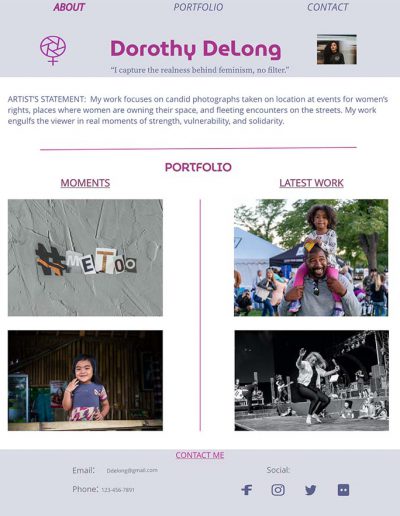 ABOUT PORTFOLIO CONTACT
Dorothy DeLong
“I capture the realness behind feminism, no filter.”
ARTIST'S STATEMENT: My work focuses on candid photographs taken on location at events for women's
rights, places where women are owning their space, and fleeting encounters on the streets. My work
engulfs the viewer in real moments of strength, vulnerability, and solidarity.
PORTFOLIO
MOMENTS LATEST WORK
#METOO
CONTACT ME
Email: Ddelong@gmail.com Social:
Phone: 123-456-7891